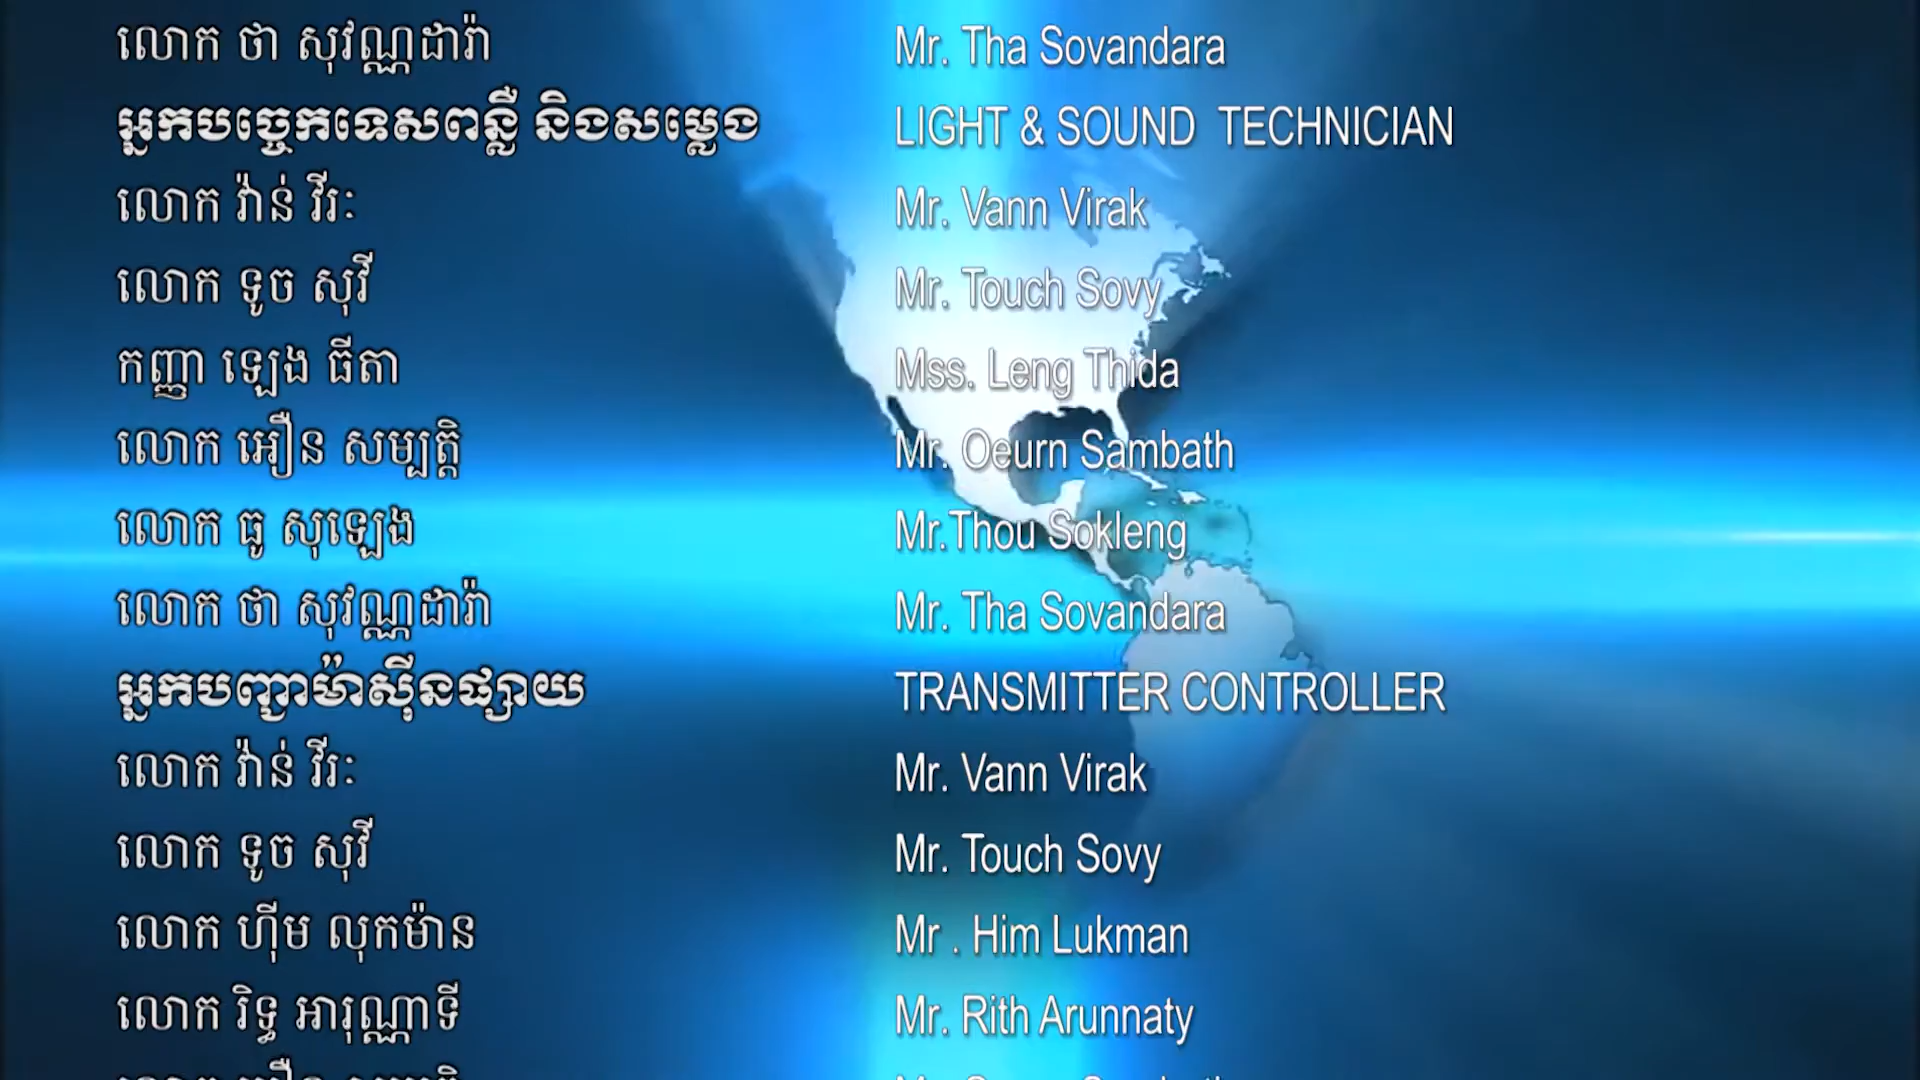 លោក ថា សុវណ្ណដារ៉ា Mr. Tha Sovandara
អ្នកបច្ចេកទេសពន្លឺ និងសម្លេង LIGHT & SOUND TECHNICIAN
លោក វ៉ាន់ វីរៈ Mr. Vann Virak
លោក ទូច សុវី Mr. Touch Sovy
កញ្ញា ឡេង ធីតា Mss. Leng Thida
លោក អឿន សម្បត្តិ Mr. Oeurn Sambath
លោក ធូ សុឡេង Mr.Thou Sokleng
លោក ថា សុវណ្ណដារ៉ា Mr. Tha Sovandara
អ្នកបញ្ជាម៉ាស៊ីនផ្សាយ TRANSMITTER CONTROLLER
លោក វ៉ាន់ វីរៈ Mr. Vann Virak
លោក ទូច សុវី Mr. Touch Sovy
លោក ហ៊ីម លុកម៉ាន Mr . Him Lukman
លោក រិទ្ធ អារុណ្ណាទី Mr. Rith Arunnaty